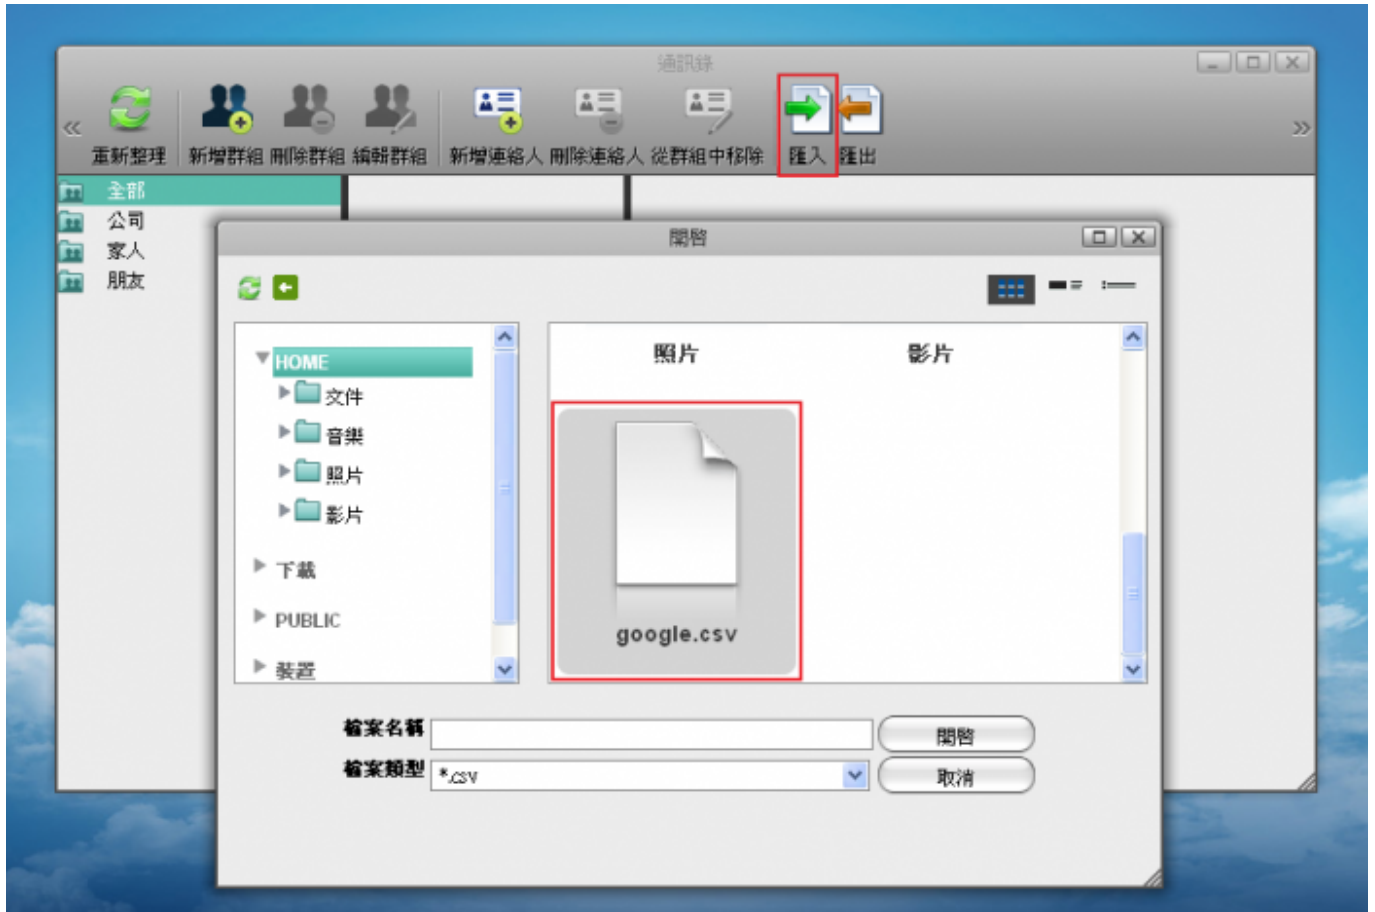 通訊錄
重新整理 新增群組 刪除群組 編輯群組 新增連絡人 刪除連絡人 從群組中移除 匯入 匯出
全部
公司
家人
朋友
開啓
HOME
文件
音樂
照片
影片
下載
PUBLIC
裝置
照片 影片
google.csv
檔案名稱
開啓
檔案類型 *.csv
取消